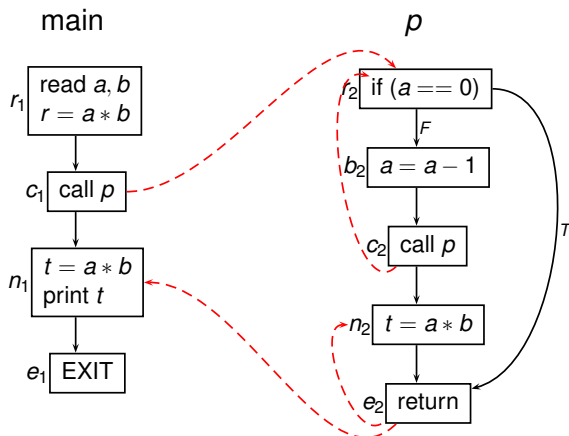 main
r1
read a, b
r = a * b
c1
call p
n1
t = a * b
print t
e1
EXIT
p
r2
if (a == 0)
F
b2
a = a − 1
T
c2
call p
n2
t = a * b
e2
return